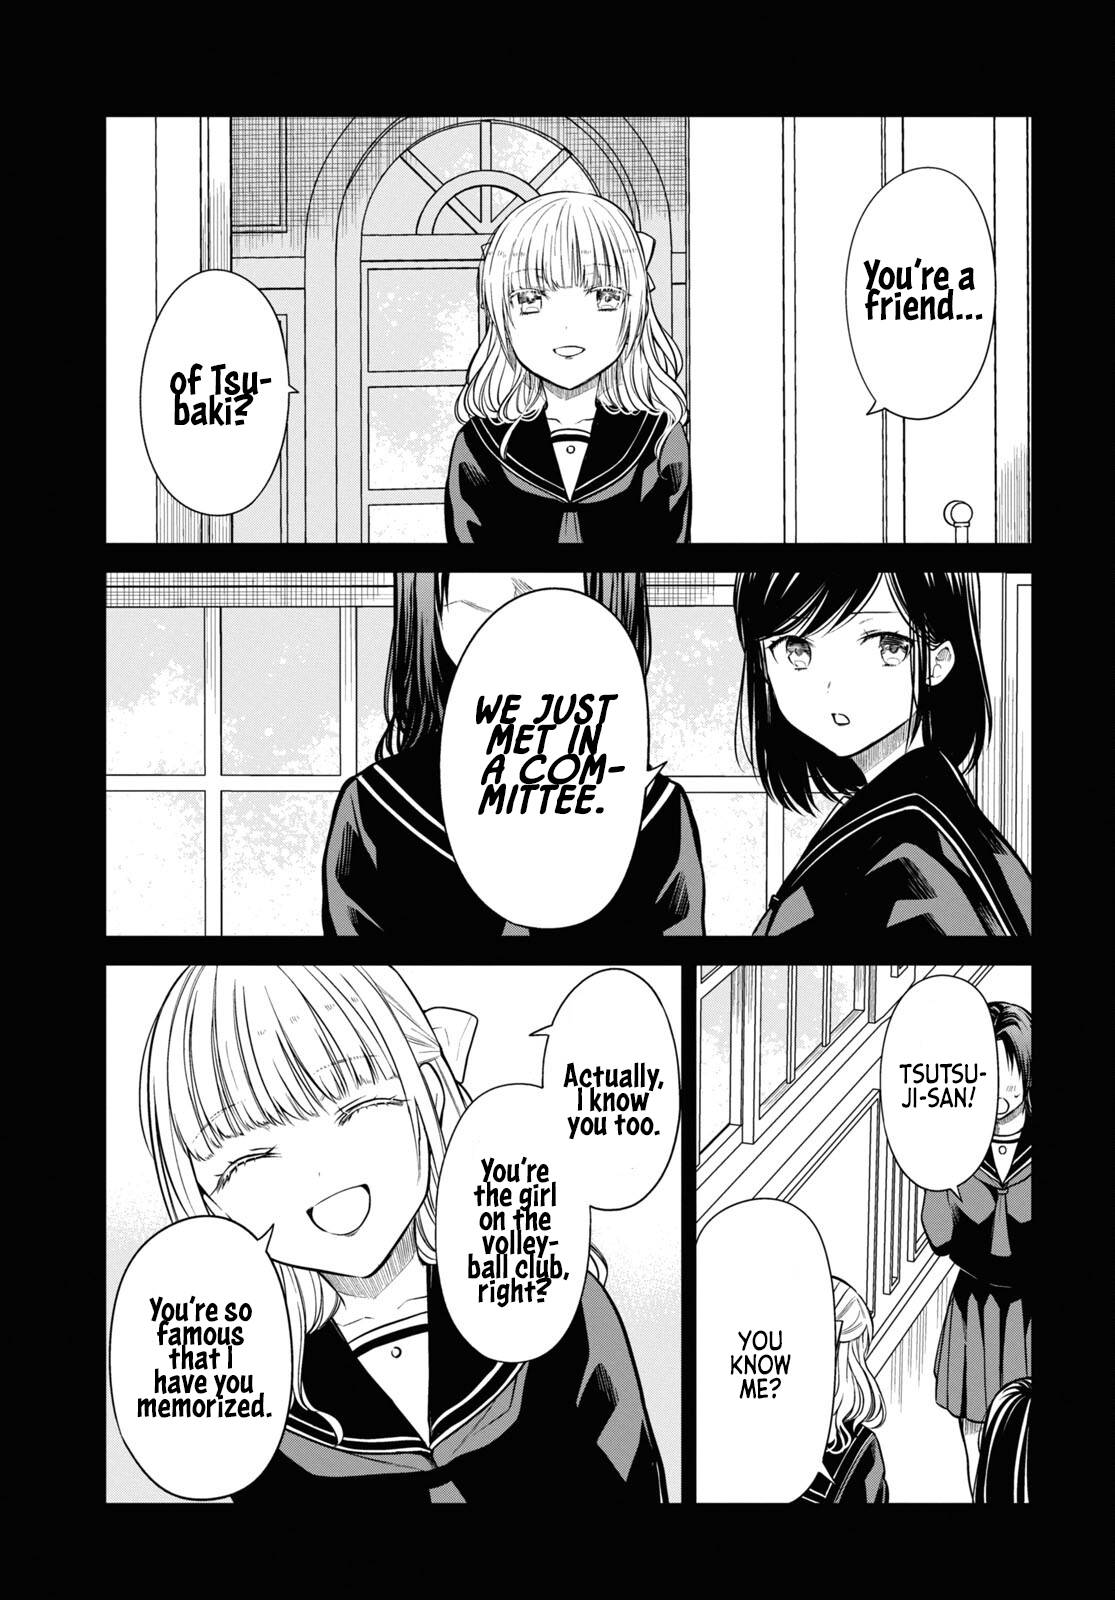 You're a
friend...
of Tsu-
baki?
WE JUST
MET IN
A COM-
MITTEE.
TSUTSU-
JI-SAN!
YOU
KNOW
ME?
Actually,
I know
you too.
You're
the girl
on the
volley-
ball club,
right?
You're so
famous
that I
have you
memorized.